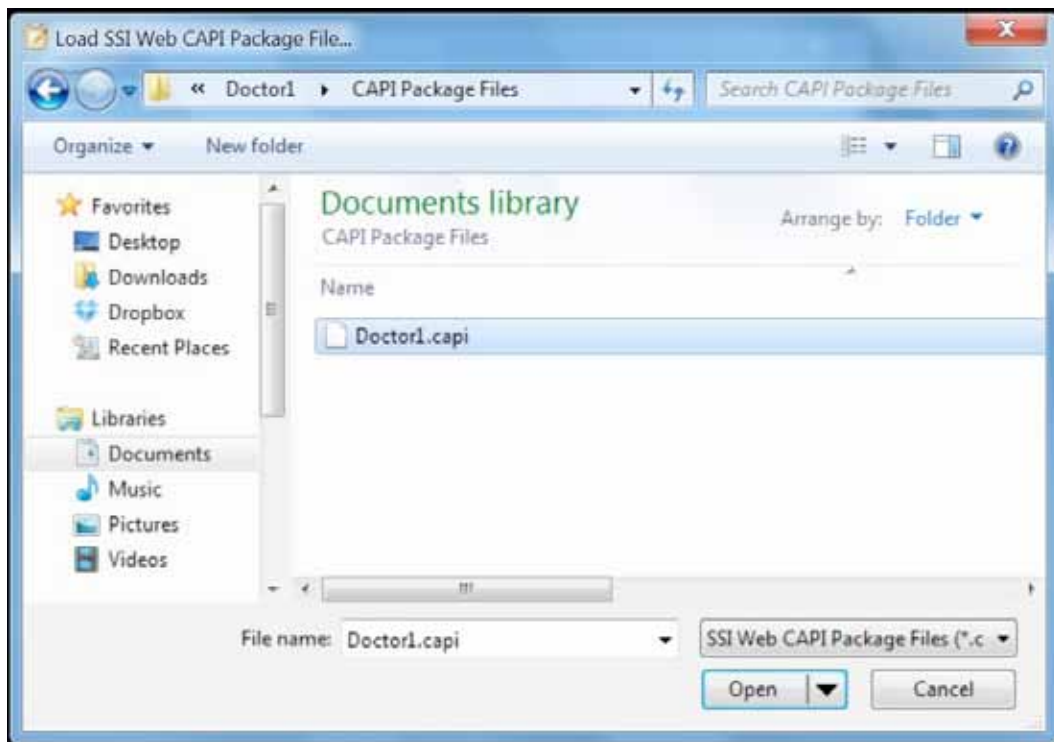 Load SSI Web CAPI Package File...
« Doctor1 ▸ CAPI Package Files
Search CAPI Package Files
Organize
New folder
Favorites
Desktop
Downloads
Dropbox
Recent Places
Libraries
Documents
Music
Pictures
Videos
Documents library
CAPI Package Files
Arrange by: Folder
Name
Doctor1.capi
File name: Doctor1.capi
SSI Web CAPI Package Files (*.c
Open
Cancel